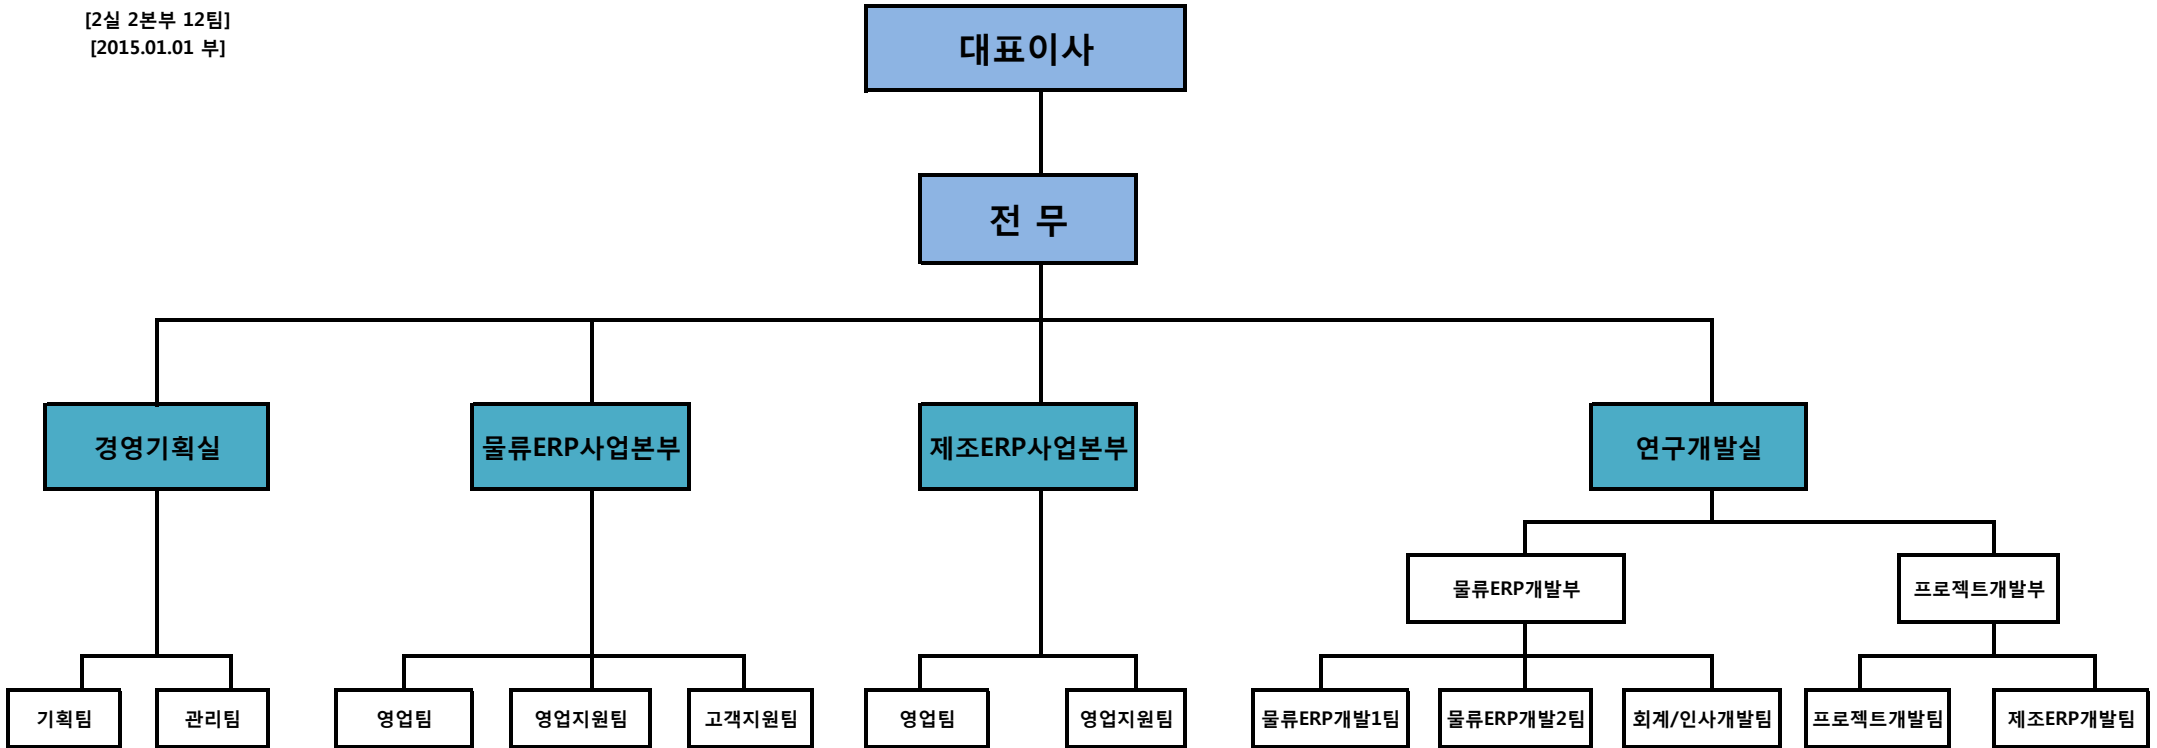 [2실 2본부 12팀]
[2015.01.01 부]
대표이사
전 무
경영기획실
물류ERP사업본부
제조ERP사업본부
연구개발실
물류ERP개발부
프로젝트개발부
기획팀
관리팀
영업팀
영업지원팀
고객지원팀
영업팀
영업지원팀
물류ERP개발1팀
물류ERP개발2팀
회계/인사개발팀
프로젝트개발팀
제조ERP개발팀